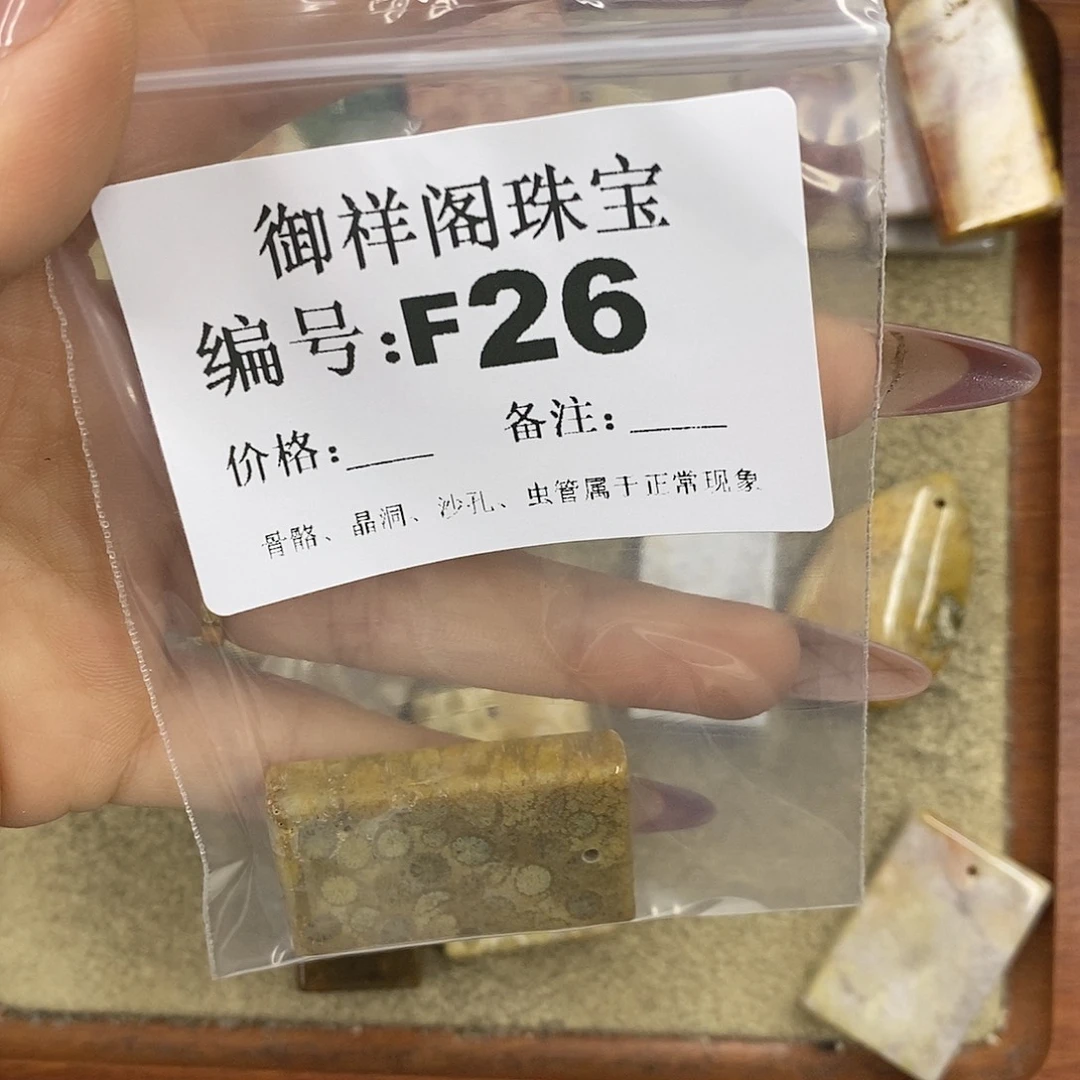 御祥阁珠宝
编号:F26
价格:___ 备注:____
骨骼、晶洞、沙孔、虫管属于正常现象